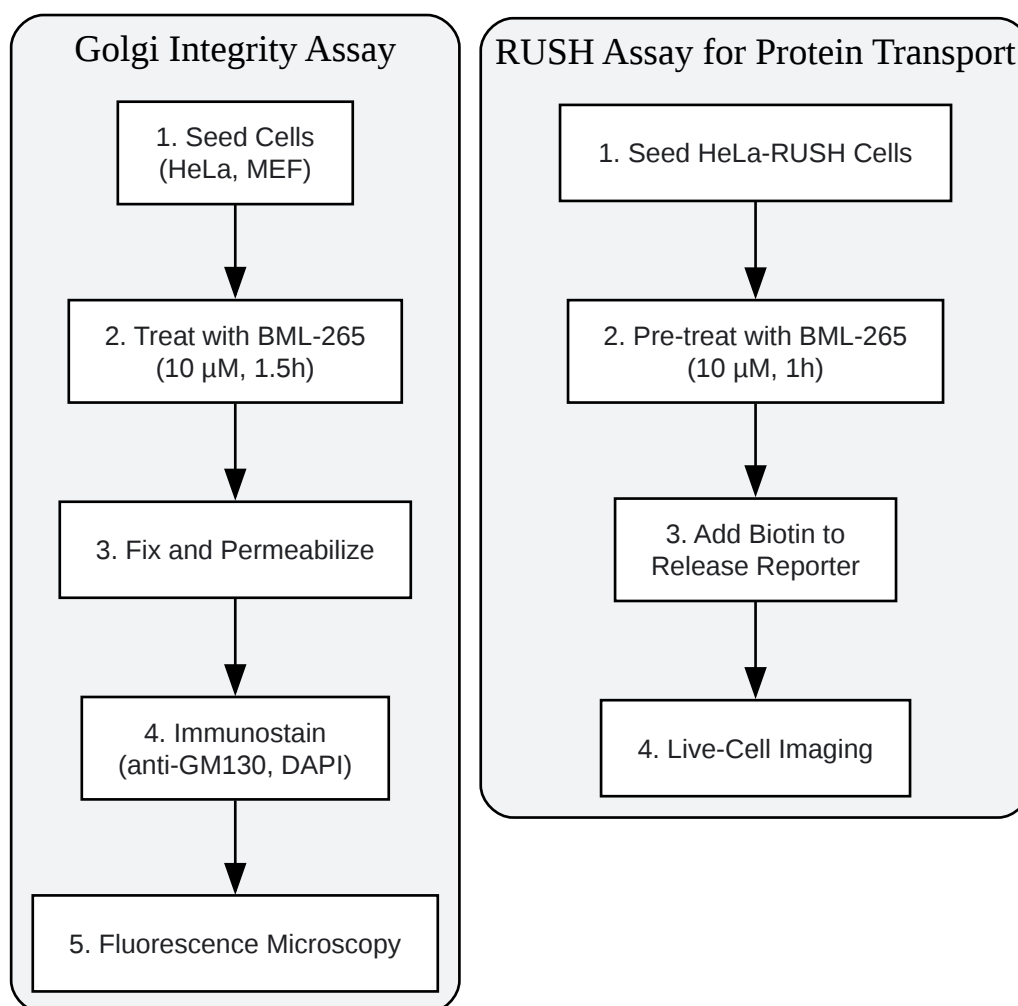 Golgi Integrity Assay
1. Seed Cells
(HeLa, MEF)
2. Treat with BML-265
(10 µM, 1.5h)
3. Fix and Permeabilize
4. Immunostain
(anti-GM130, DAPI)
5. Fluorescence Microscopy
RUSH Assay for Protein Transport
1. Seed HeLa-RUSH Cells
2. Pre-treat with BML-265
(10 µM, 1h)
3. Add Biotin to
Release Reporter
4. Live-Cell Imaging